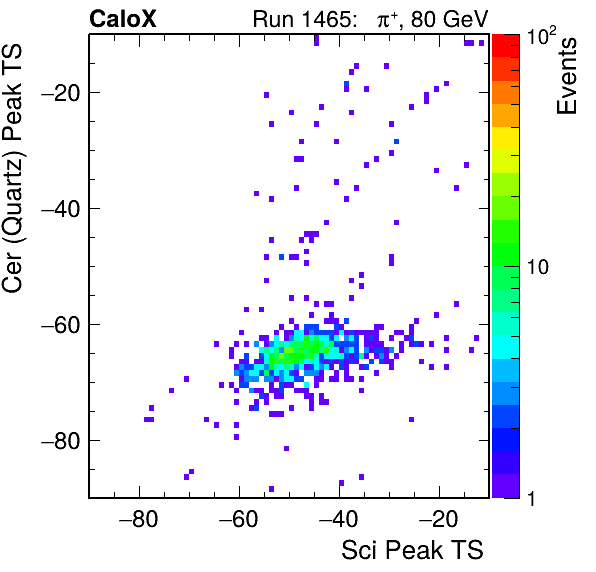 CaloX Run 1465: π⁺, 80 GeV
Cer (Quartz) Peak TS
−20
−40
−60
−80
−80 −60 −40 −20
Sci Peak TS
10²
10
1
Events